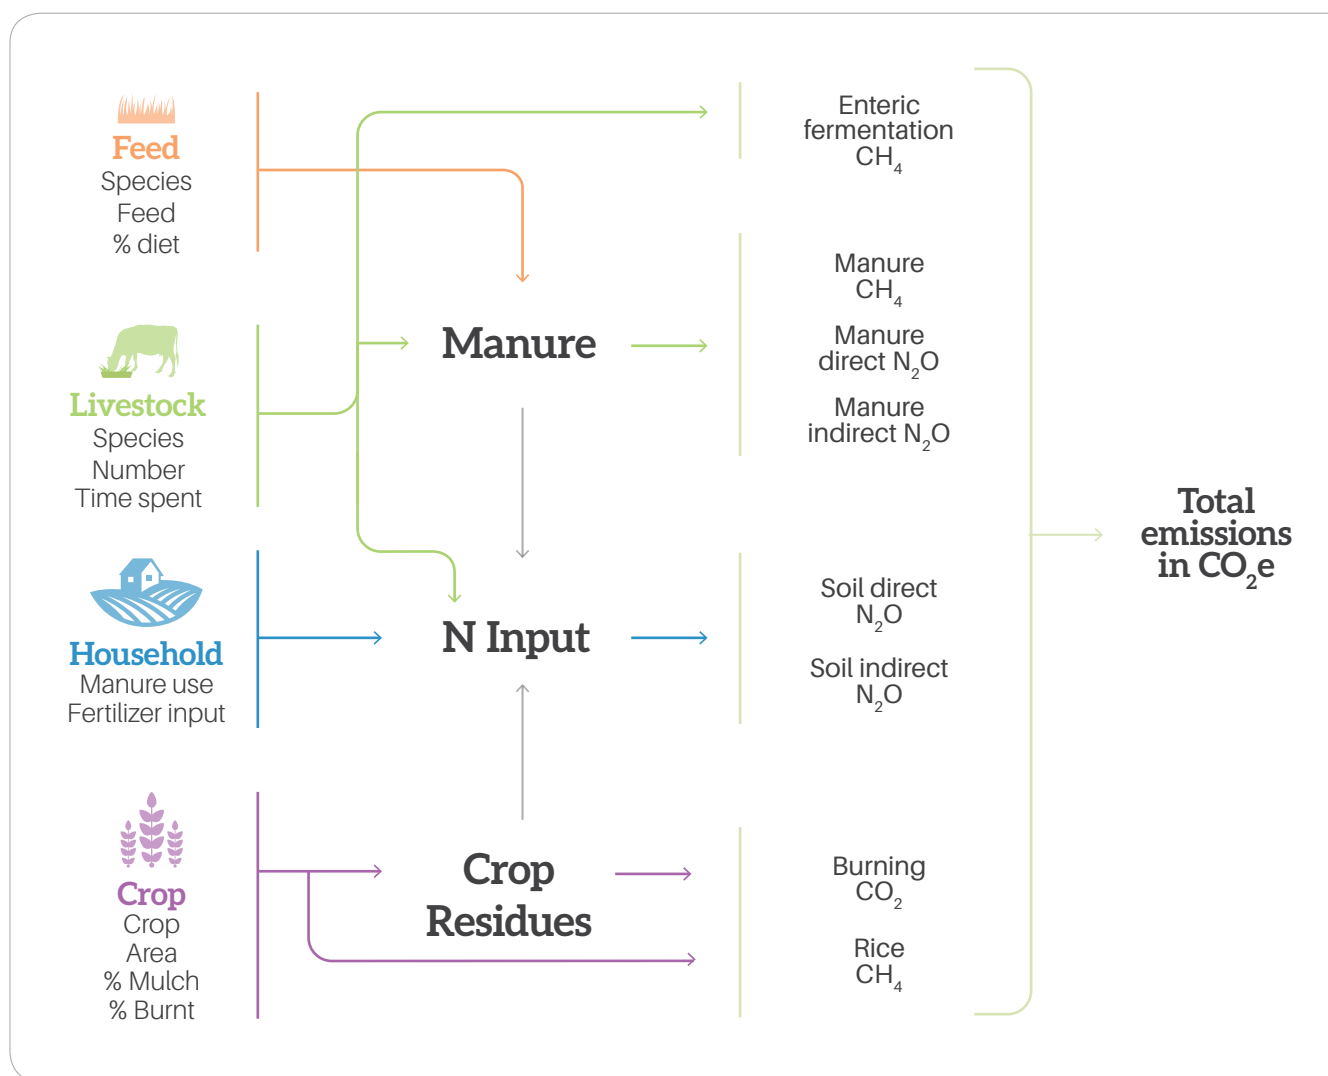 Feed
Species
Feed
% diet
Livestock
Species
Number
Time spent
Household
Manure use
Fertilizer input
Crop
Crop
Area
% Mulch
% Burnt
Manure
N Input
Crop
Residues
Enteric
fermentation
CH₄
Manure
CH₄
Manure
direct N₂O
Manure
indirect N₂O
Soil direct
N₂O
Soil indirect
N₂O
Burning
CO₂
Rice
CH₄
Total
emissions
in CO₂e